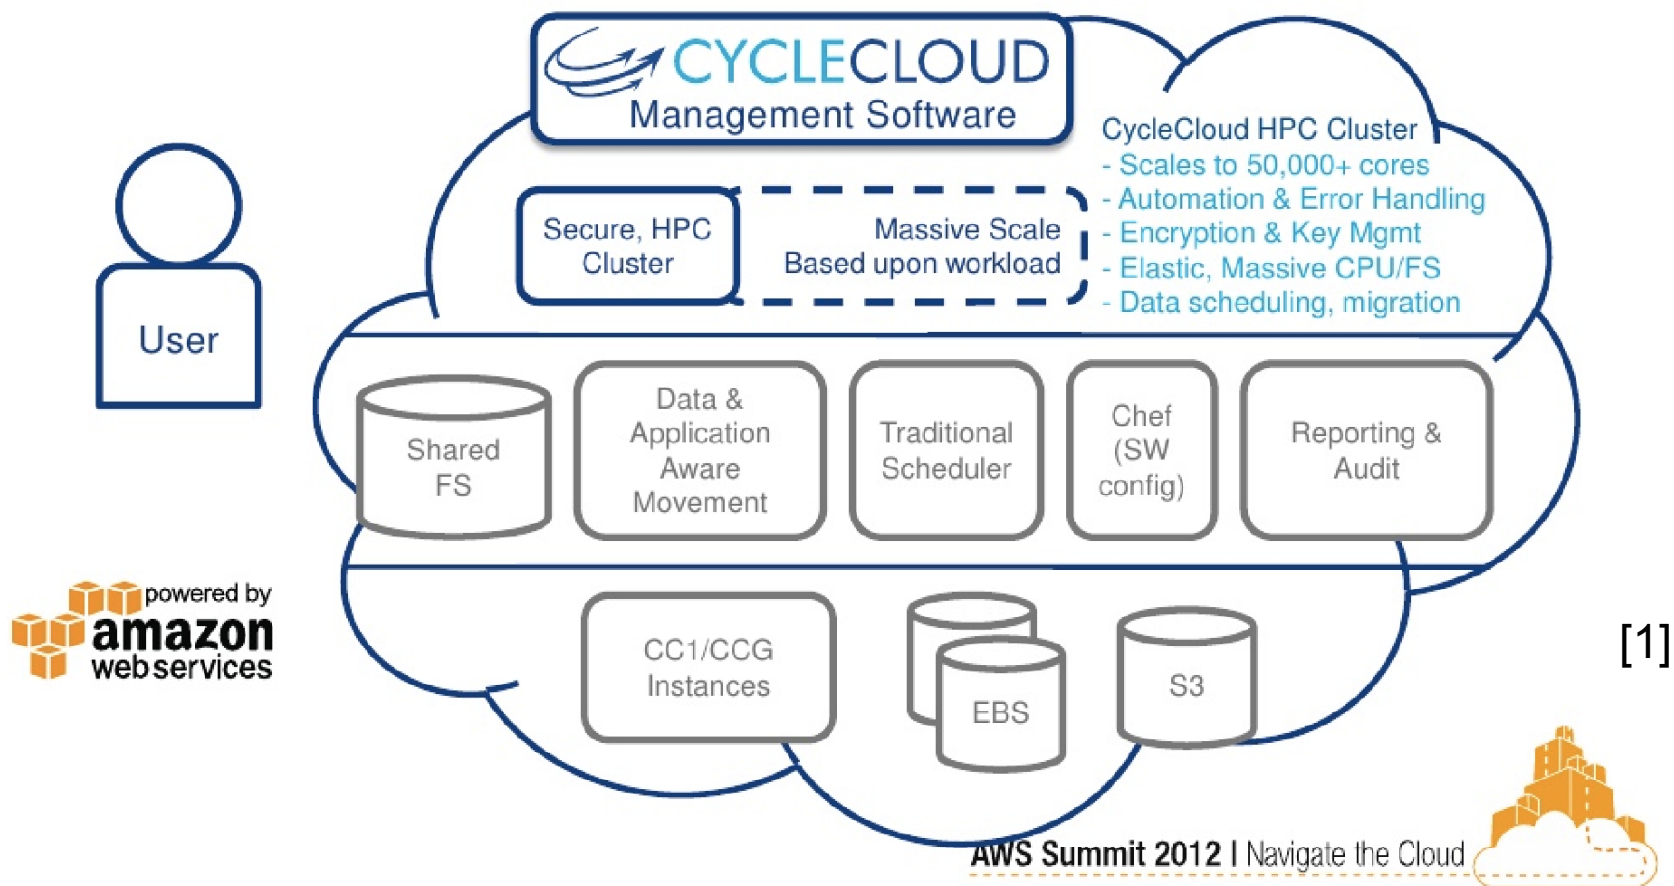 CYCLECLOUD
Management Software
CycleCloud HPC Cluster
- Scales to 50,000+ cores
- Automation & Error Handling
- Encryption & Key Mgmt
- Elastic, Massive CPU/FS
- Data scheduling, migration
Secure, HPC
Cluster
Massive Scale
Based upon workload
User
Shared
FS
Data &
Application
Aware
Movement
Traditional
Scheduler
Chef
(SW
config)
Reporting &
Audit
powered by
amazon
webservices
CC1/CCG
Instances
EBS
S3
[1]
AWS Summit 2012 | Navigate the Cloud